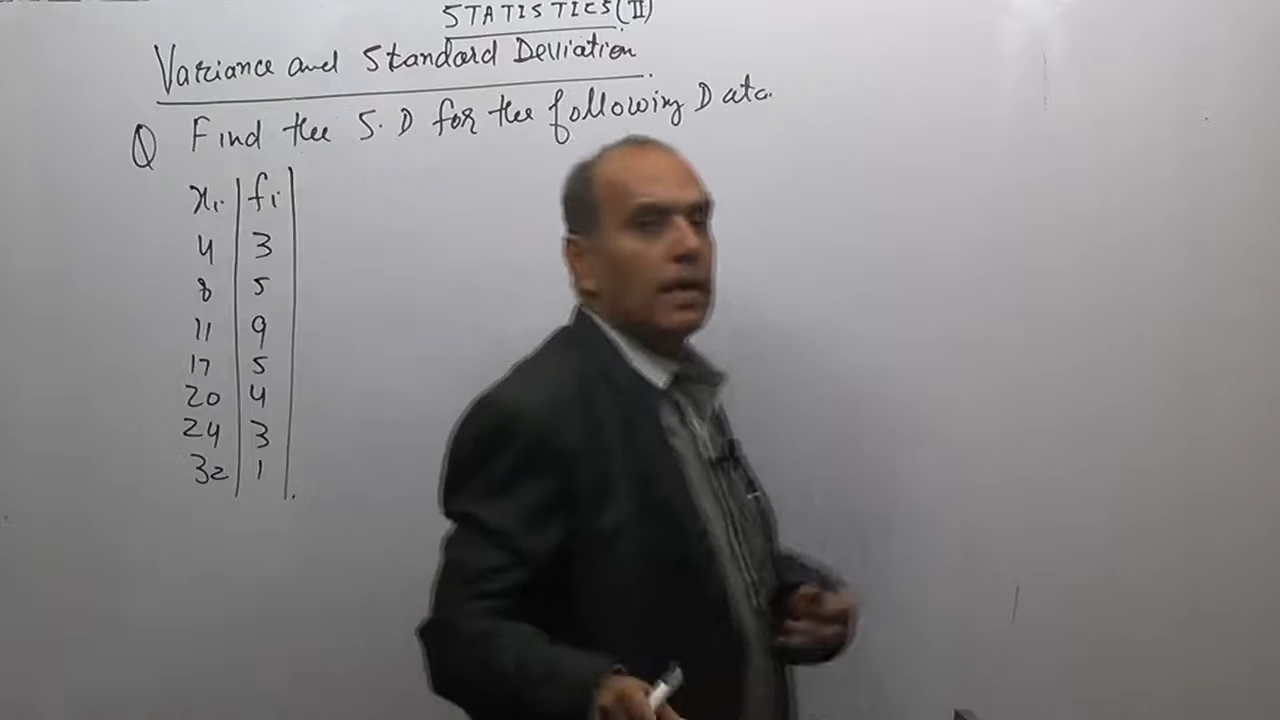 STATISTICS (II)
Variance and Standard Deviation
Q Find the S.D for the following Data.
xi fi
4 3
8 5
11 9
17 5
20 4
24 3
32 1